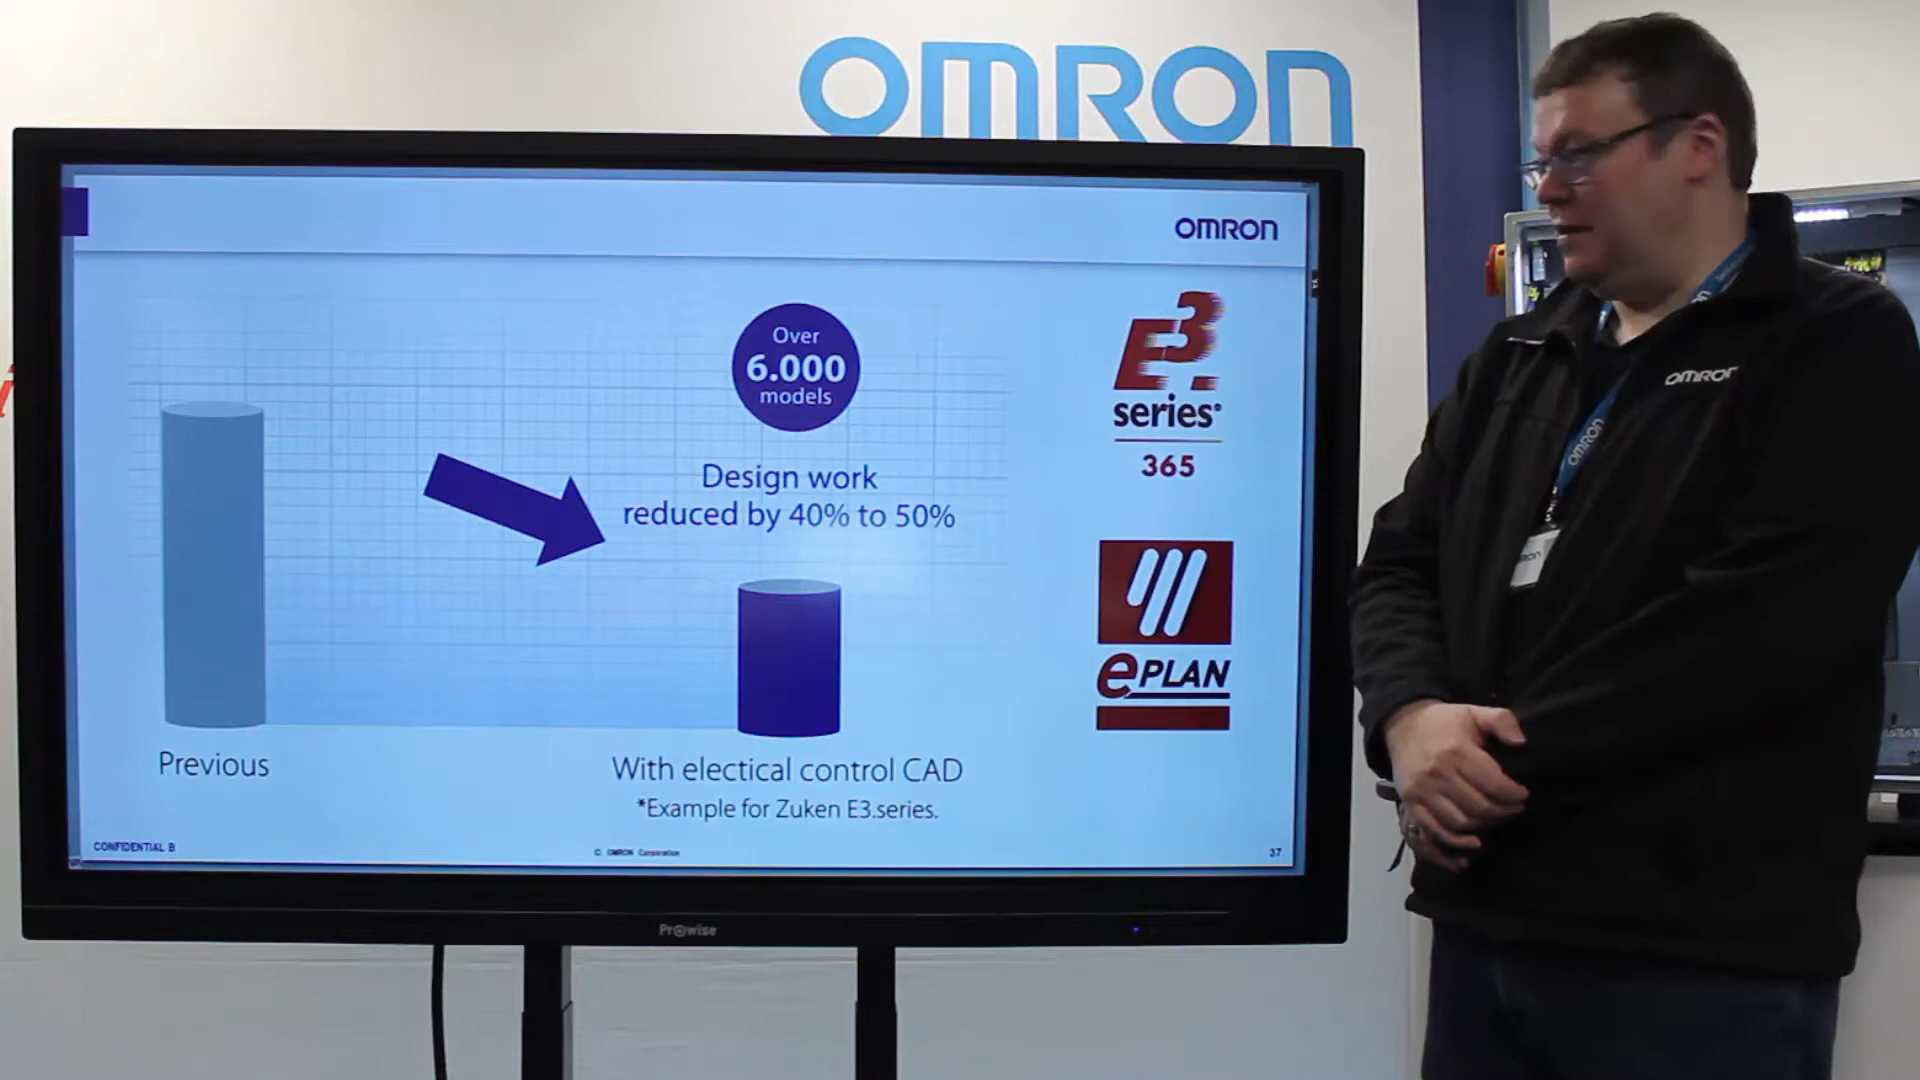 OMRON
OMRON
Over
6.000
models
Design work
reduced by 40% to 50%
E3.
series®
365
ePLAN
Previous
With electical control CAD
*Example for Zuken E3.series.
CONFIDENTIAL B
© OMRON Corporation
37
Prowise
OMRON
OMRON